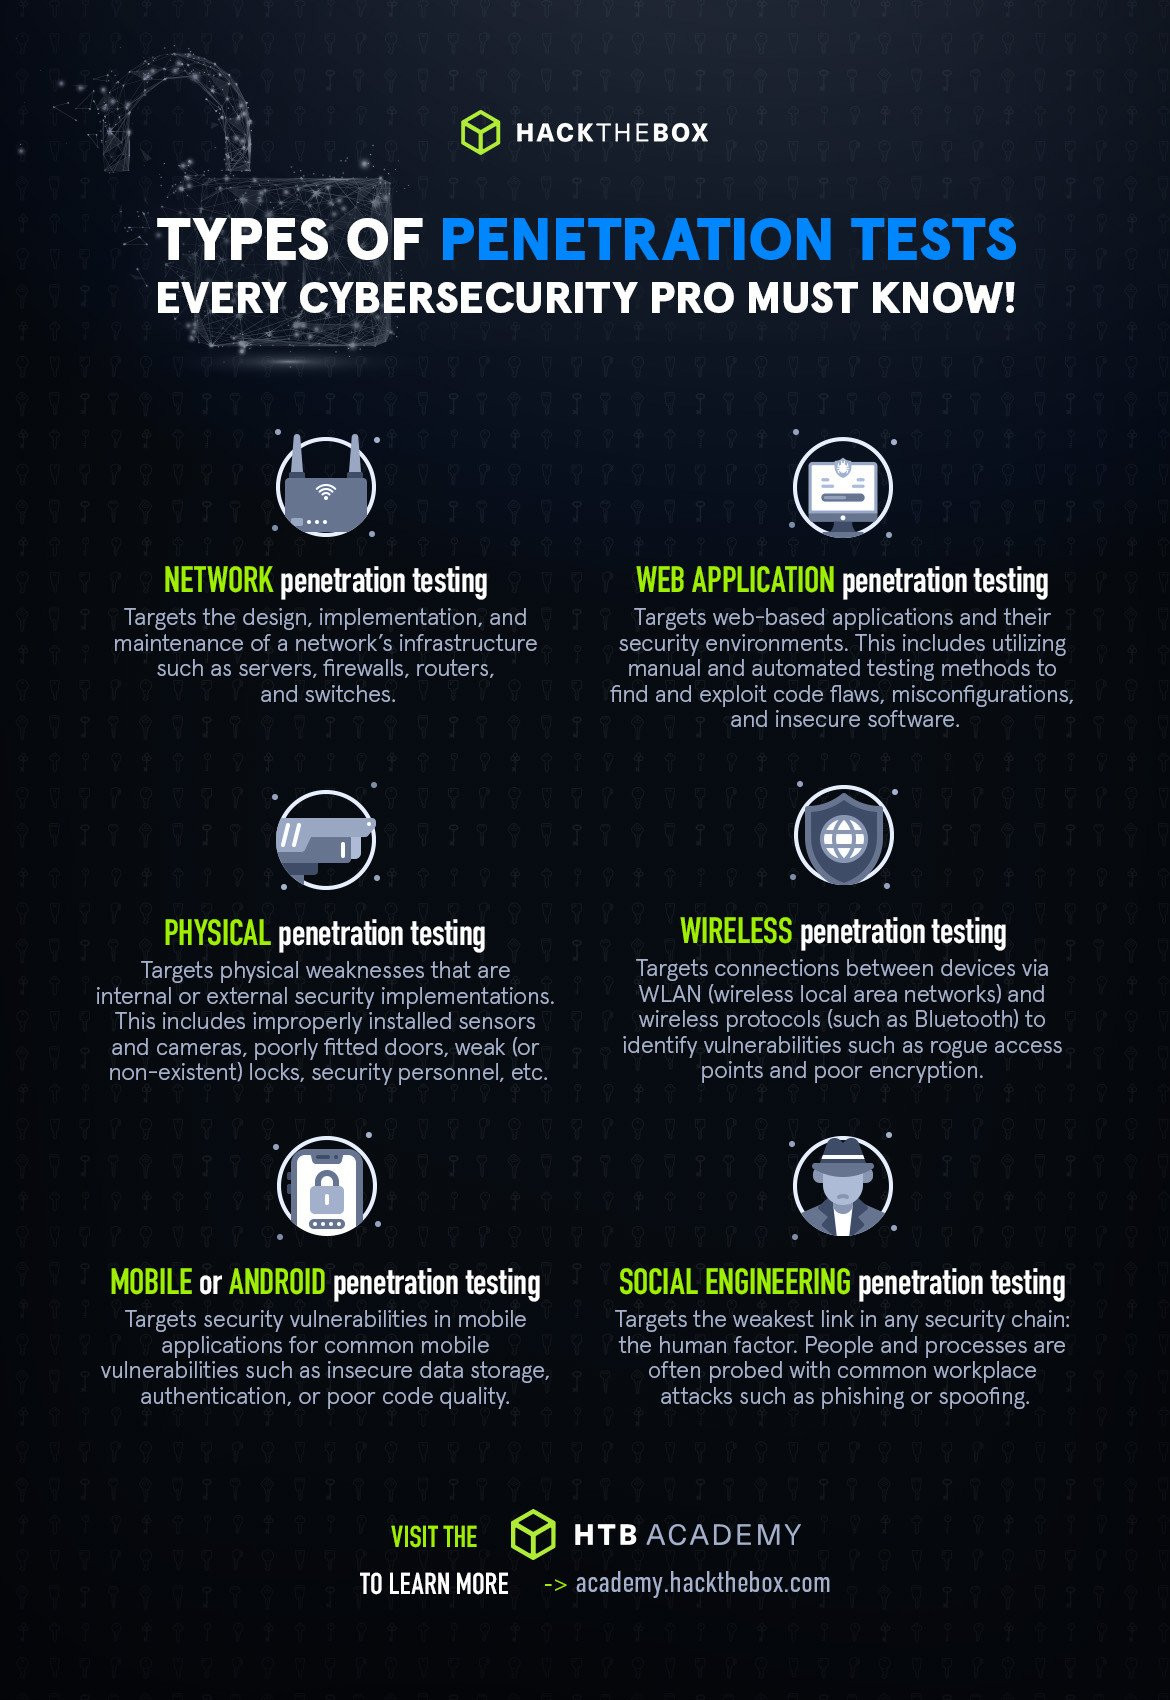 HACKTHEBOX
TYPES OF PENETRATION TESTS
EVERY CYBERSECURITY PRO MUST KNOW!
NETWORK penetration testing
Targets the design, implementation, and
maintenance of a network's infrastructure
such as servers, firewalls, routers,
and switches.
WEB APPLICATION penetration testing
Targets web-based applications and their
security environments. This includes utilizing
manual and automated testing methods to
find and exploit code flaws, misconfigurations,
and insecure software.
PHYSICAL penetration testing
Targets physical weaknesses that are
internal or external security implementations.
This includes improperly installed sensors
and cameras, poorly fitted doors, weak (or
non-existent) locks, security personnel, etc.
WIRELESS penetration testing
Targets connections between devices via
WLAN (wireless local area networks) and
wireless protocols (such as Bluetooth) to
identify vulnerabilities such as rogue access
points and poor encryption.
MOBILE or ANDROID penetration testing
Targets security vulnerabilities in mobile
applications for common mobile
vulnerabilities such as insecure data storage,
authentication, or poor code quality.
SOCIAL ENGINEERING penetration testing
Targets the weakest link in any security chain:
the human factor. People and processes are
often probed with common workplace
attacks such as phishing or spoofing.
VISIT THE HTB ACADEMY
TO LEARN MORE -> academy.hackthebox.com